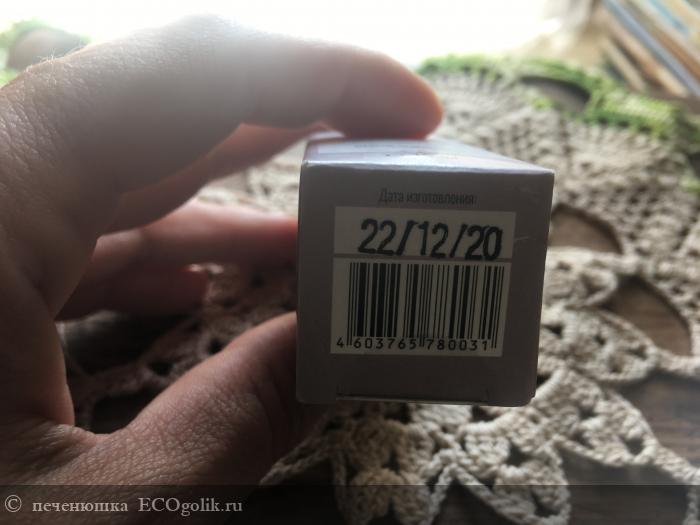 Дата изготовления:
22/12/20
4 603765 780031
© печенюшка ECOgolik.ru